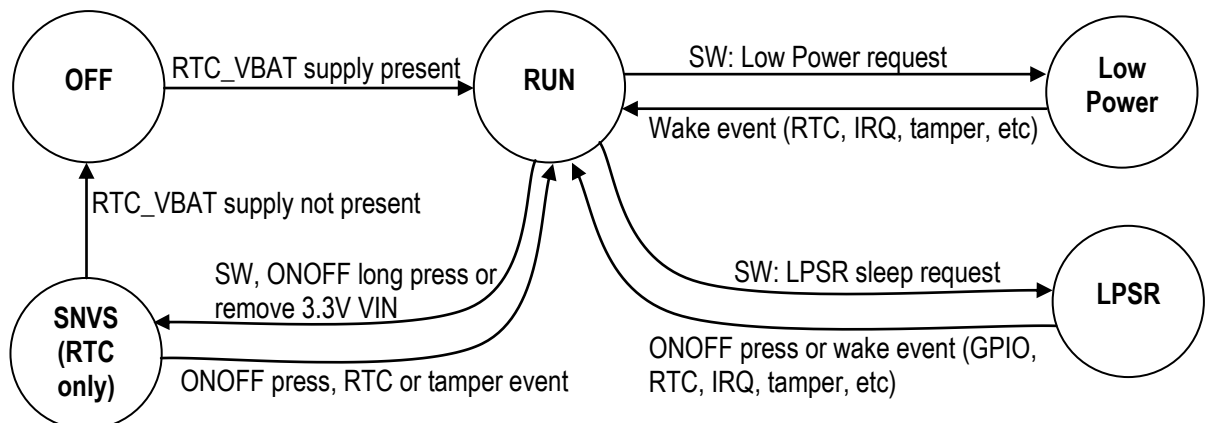 OFF
RTC_VBAT supply present
RUN
SW: Low Power request
Low
Power
Wake event (RTC, IRQ, tamper, etc)
RTC_VBAT supply not present
SW, ONOFF long press or
remove 3.3V VIN
SW: LPSR sleep request
LPSR
SNVS
(RTC
only)
ONOFF press, RTC or tamper event
ONOFF press or wake event (GPIO,
RTC, IRQ, tamper, etc)